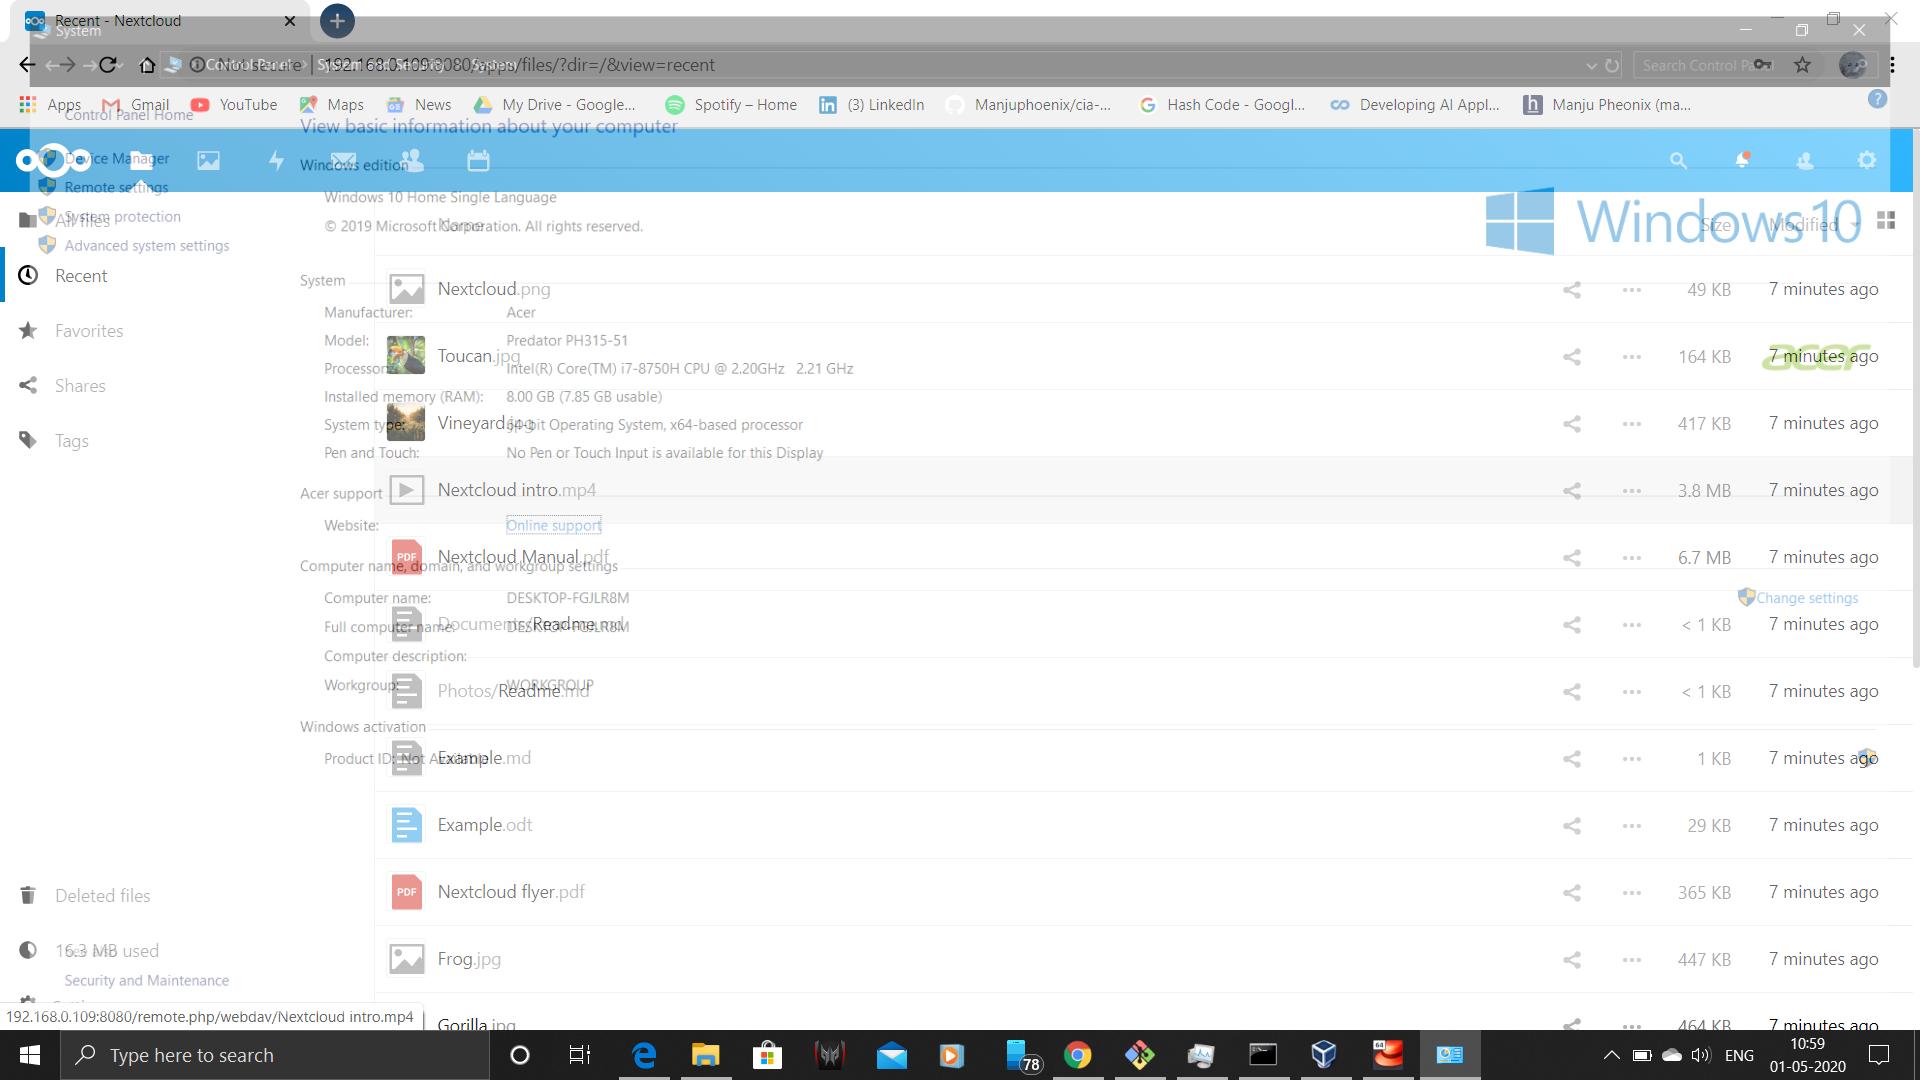 Recent - Nextcloud
System
Control Panel
System and Security
System
Not secure
192.168.0.109:8080/apps/files/?dir=/&view=recent
Search Control Panel
Apps
Gmail
YouTube
Maps
News
My Drive - Google...
Spotify – Home
(3) LinkedIn
Manjuphoenix/cia-...
Hash Code - Googl...
Developing AI Appl...
Manju Pheonix (ma...
Control Panel Home
View basic information about your computer
Device Manager
Windows edition
Remote settings
Windows 10 Home Single Language
System protection
All files
© 2019 Microsoft Corporation. All rights reserved.
Name
Windows 10
Size
Modified
Advanced system settings
Recent
System
Nextcloud.png
49 KB
7 minutes ago
Manufacturer:
Acer
Favorites
Model:
Predator PH315-51
Toucan.jpg
164 KB
7 minutes ago
acer
Processor:
Intel(R) Core(TM) i7-8750H CPU @ 2.20GHz 2.21 GHz
Shares
Installed memory (RAM):
8.00 GB (7.85 GB usable)
Vineyard.jpg
417 KB
7 minutes ago
System type:
64-bit Operating System, x64-based processor
Tags
Pen and Touch:
No Pen or Touch Input is available for this Display
Acer support
Nextcloud intro.mp4
3.8 MB
7 minutes ago
Website:
Online support
Nextcloud Manual.pdf
6.7 MB
7 minutes ago
Computer name, domain, and workgroup settings
Computer name:
DESKTOP-FGJLR8M
Change settings
Full computer name:
DESKTOP-FGJLR8M
Documents/Readme.md
< 1 KB
7 minutes ago
Computer description:
Workgroup:
WORKGROUP
Photos/Readme.md
< 1 KB
7 minutes ago
Windows activation
Product ID: Not Available
Example.md
1 KB
7 minutes ago
Example.odt
29 KB
7 minutes ago
Deleted files
Nextcloud flyer.pdf
365 KB
7 minutes ago
16.3 MB used
See also
Frog.jpg
447 KB
7 minutes ago
Security and Maintenance
192.168.0.109:8080/remote.php/webdav/Nextcloud intro.mp4
Gorilla.jpg
464 KB
7 minutes ago
Type here to search
78
64
ENG
10:59
01-05-2020